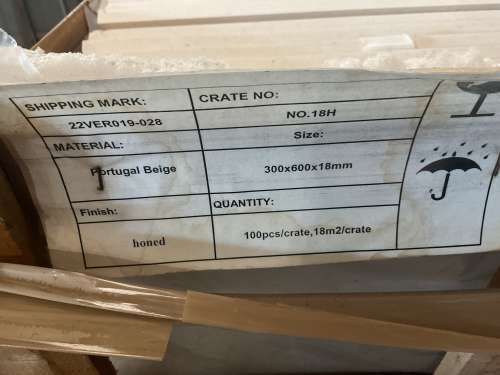 SHIPPING MARK:
CRATE NO:
22VER019-028
NO.18H
MATERIAL:
Size:
Portugal Beige
300x600x18mm
Finish:
QUANTITY:
honed
100pcs/crate,18m2/crate